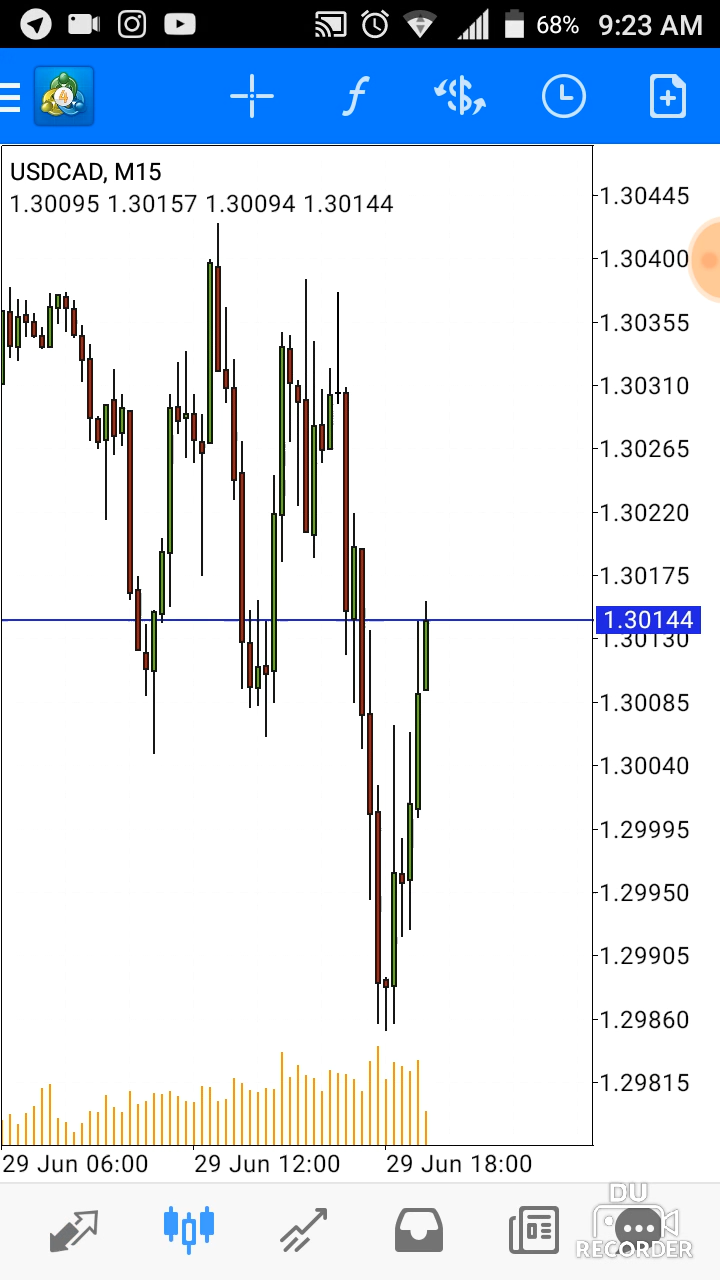 68% 9:23 AM
4
USDCAD, M15
1.30095 1.30157 1.30094 1.30144
1.30445
1.30400
1.30355
1.30310
1.30265
1.30220
1.30175
1.30144
1.30130
1.30085
1.30040
1.29995
1.29950
1.29905
1.29860
1.29815
29 Jun 06:00 29 Jun 12:00 29 Jun 18:00
DU
RECORDER